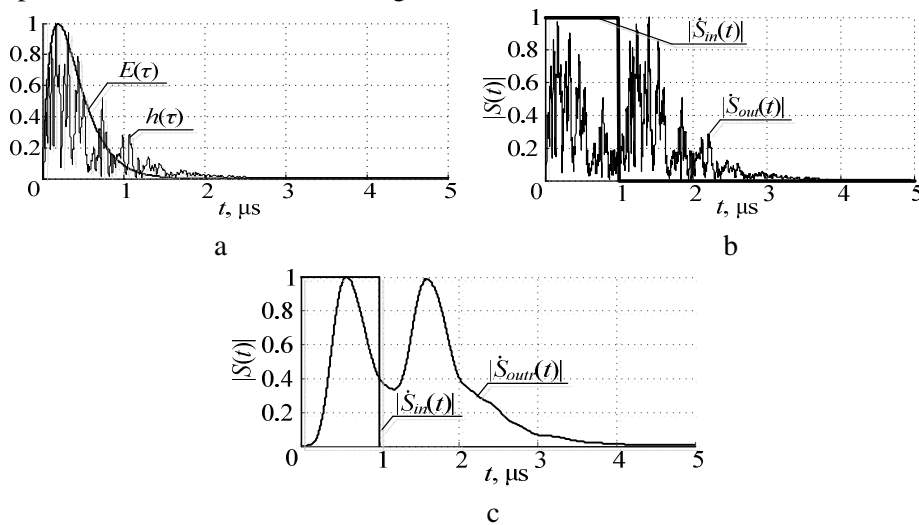 1
0.8
0.6
0.4
0.2
0
E(τ)
h(τ)
1 2 3 4 5
t, µs
a
|S(t)|
1
0.8
0.6
0.4
0.2
0
|Ṡin(t)|
|Ṡout(t)|
1 2 3 4 5
t, µs
b
|S(t)|
1
0.8
0.6
0.4
0.2
0
|Ṡin(t)|
|Ṡoutr(t)|
1 2 3 4 5
t, µs
c